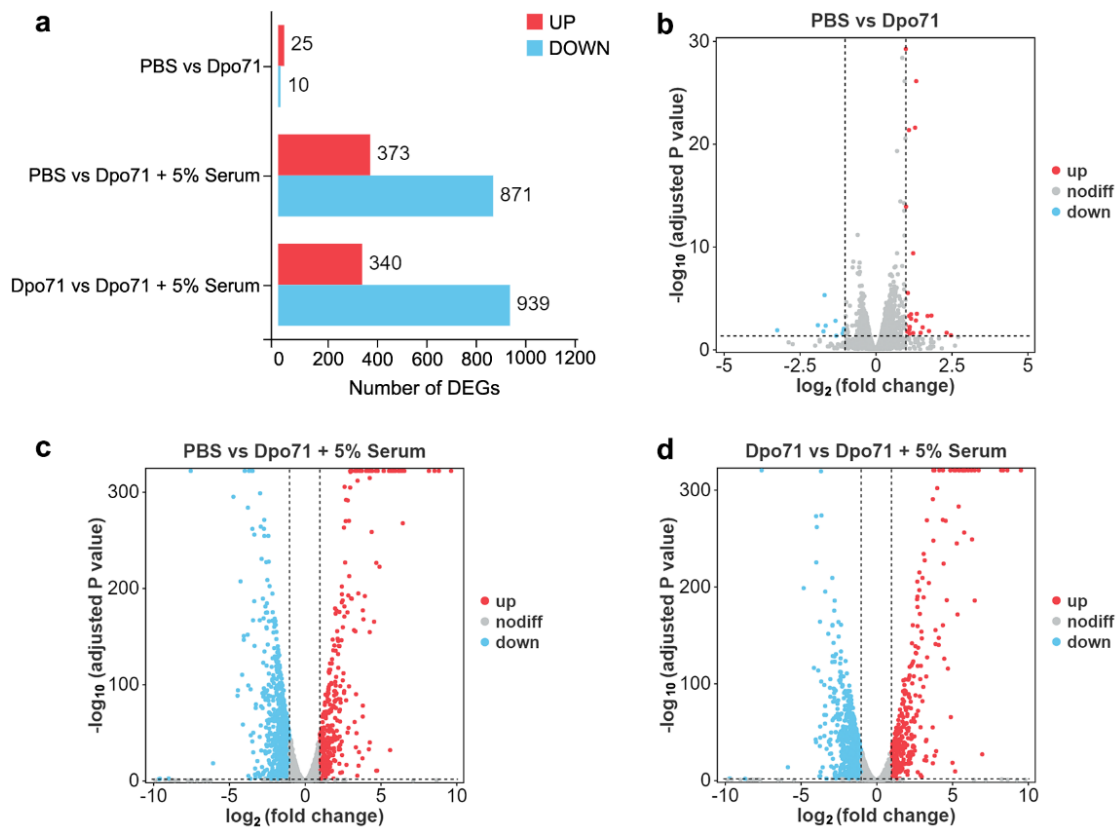 a
UP
DOWN
PBS vs Dpo71
25
10
PBS vs Dpo71 + 5% Serum
373
871
Dpo71 vs Dpo71 + 5% Serum
340
939
0 200 400 600 800 1000 1200
Number of DEGs
b
PBS vs Dpo71
30
20
10
0
-log₁₀ (adjusted P value)
-5 -2.5 0 2.5 5
log₂ (fold change)
up
nodiff
down
c
PBS vs Dpo71 + 5% Serum
300
200
100
0
-log₁₀ (adjusted P value)
-10 -5 0 5 10
log₂ (fold change)
up
nodiff
down
d
Dpo71 vs Dpo71 + 5% Serum
300
200
100
0
-log₁₀ (adjusted P value)
-10 -5 0 5 10
log₂ (fold change)
up
nodiff
down